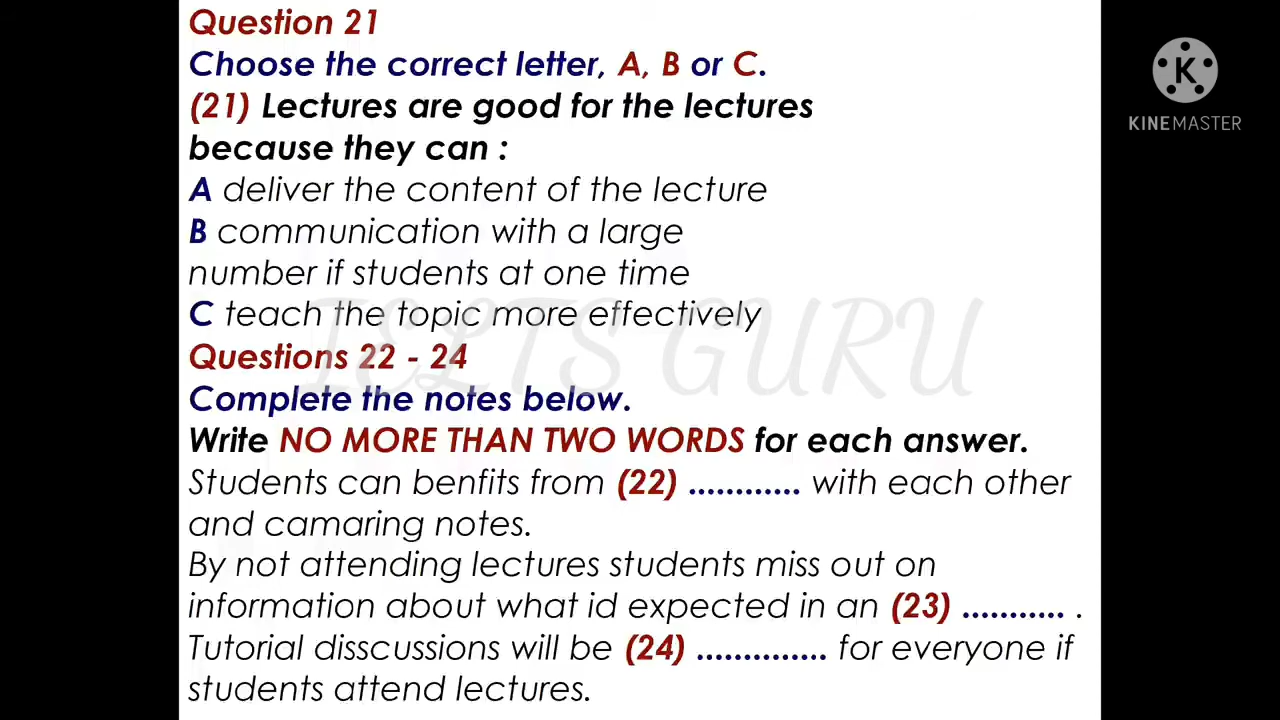 Question 21
Choose the correct letter, A, B or C.
(21) Lectures are good for the lectures
because they can :
A deliver the content of the lecture
B communication with a large
number if students at one time
C teach the topic more effectively
Questions 22 - 24
Complete the notes below.
Write NO MORE THAN TWO WORDS for each answer.
Students can benfits from (22) ............ with each other
and camaring notes.
By not attending lectures students miss out on
information about what id expected in an (23) ........... .
Tutorial disscussions will be (24) .............. for everyone if
students attend lectures.
IELTS GURU
K
KINEMASTER